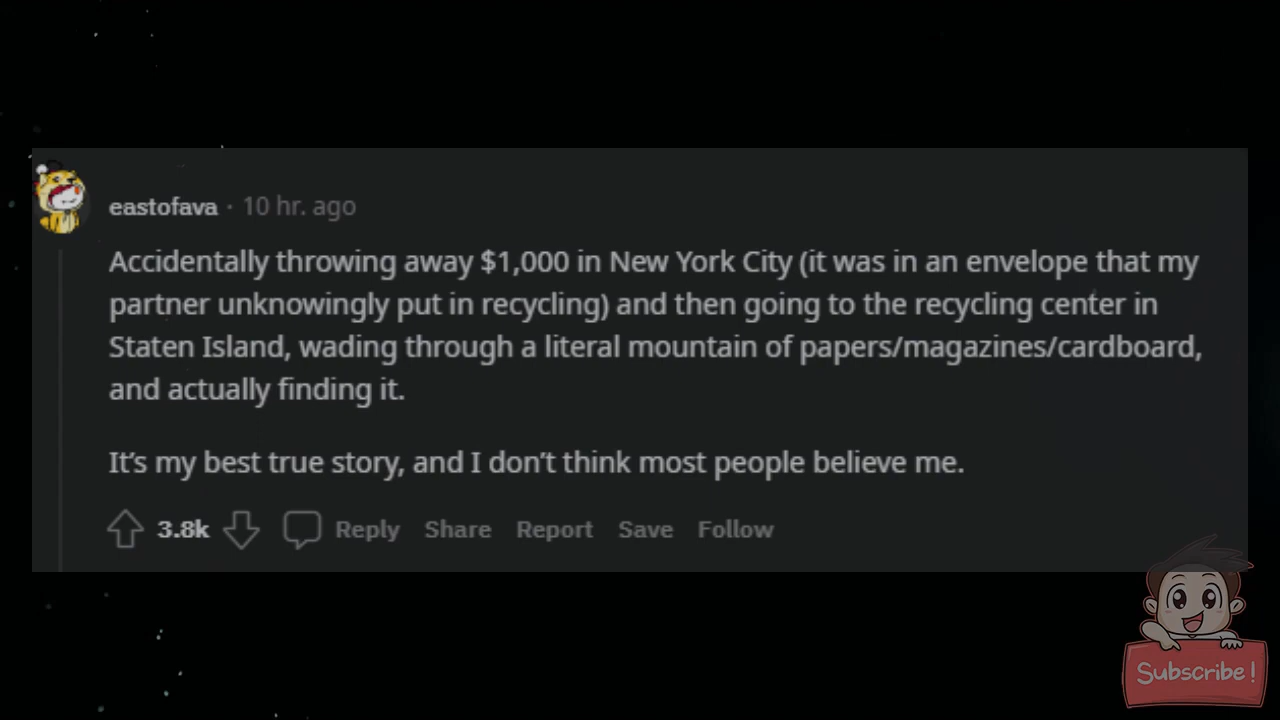 eastofava · 10 hr. ago
Accidentally throwing away $1,000 in New York City (it was in an envelope that my
partner unknowingly put in recycling) and then going to the recycling center in
Staten Island, wading through a literal mountain of papers/magazines/cardboard,
and actually finding it.
It’s my best true story, and I don’t think most people believe me.
3.8k Reply Share Report Save Follow
Subscribe!